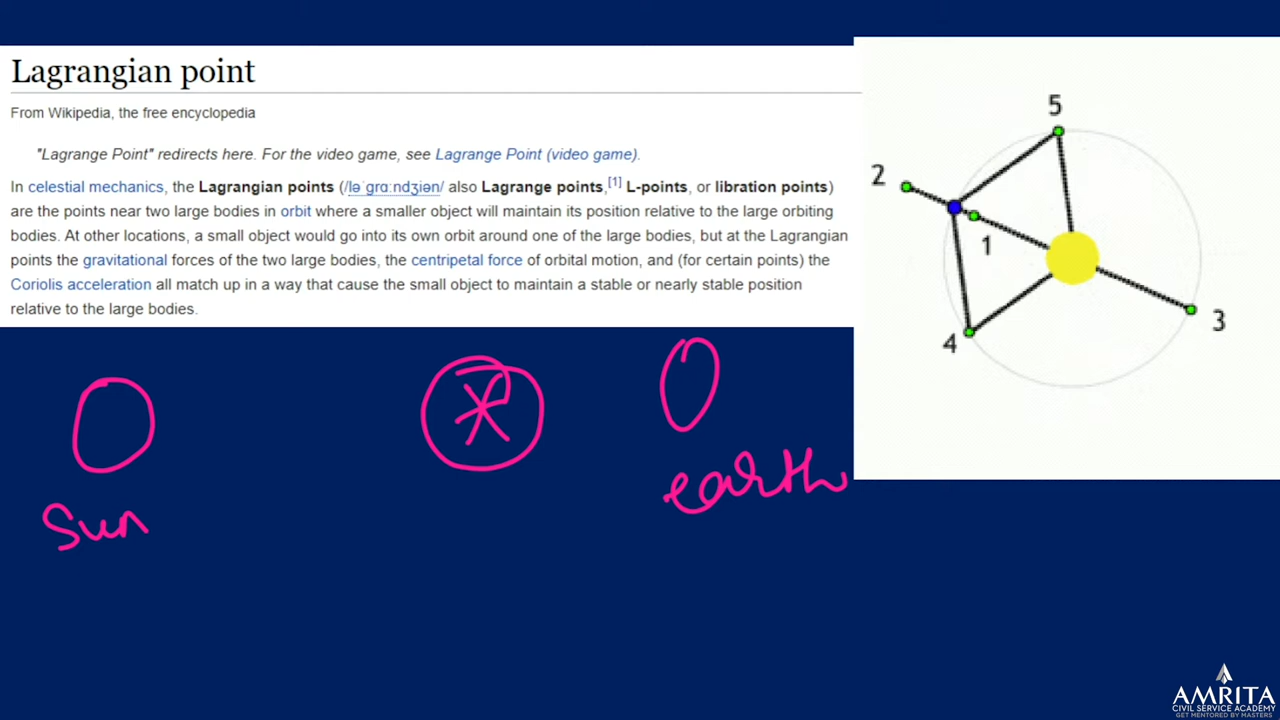 Lagrangian point
From Wikipedia, the free encyclopedia
"Lagrange Point" redirects here. For the video game, see Lagrange Point (video game).
In celestial mechanics, the Lagrangian points (/ləˈɡrɑːndʒiən/ also Lagrange points,[1] L-points, or libration points)
are the points near two large bodies in orbit where a smaller object will maintain its position relative to the large orbiting
bodies. At other locations, a small object would go into its own orbit around one of the large bodies, but at the Lagrangian
points the gravitational forces of the two large bodies, the centripetal force of orbital motion, and (for certain points) the
Coriolis acceleration all match up in a way that cause the small object to maintain a stable or nearly stable position
relative to the large bodies.
5
2
1
3
4
sun
earth
AMRITA
CIVIL SERVICE ACADEMY
GET MENTORED BY MASTERS